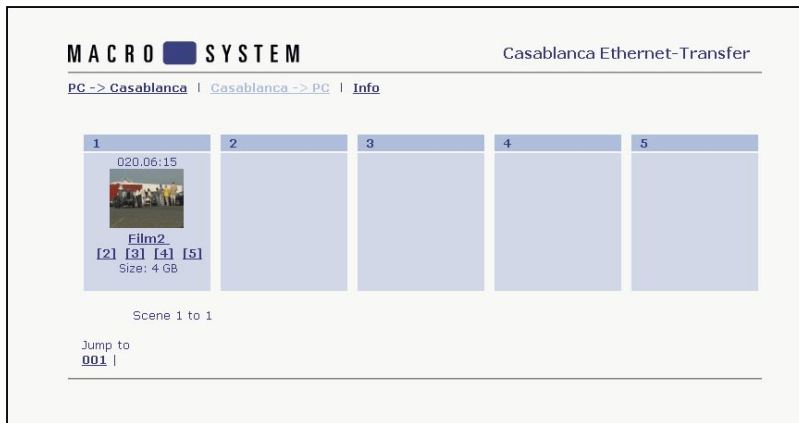 MACRO SYSTEM
Casablanca Ethernet-Transfer
PC -> Casablanca | Casablanca -> PC | Info
1 2 3 4 5
020.06:15
Film2
[2] [3] [4] [5]
Size: 4 GB
Scene 1 to 1
Jump to
001 |